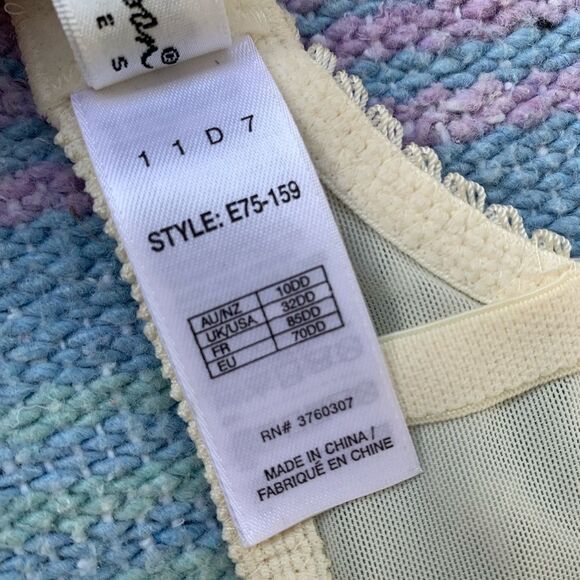 ®
E S
1 1 D 7
STYLE: E75-159
AU/NZ 10DD
UK/USA 32DD
FR 85DD
EU 70DD
RN# 3760307
MADE IN CHINA /
FABRIQUÉ EN CHINE